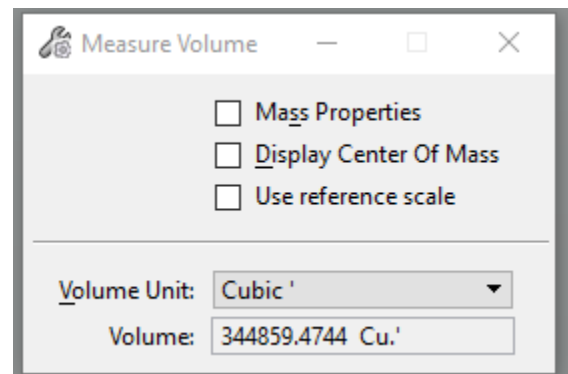 Measure Volume
Mass Properties
Display Center Of Mass
Use reference scale
Volume Unit: Cubic '
Volume: 344859.4744 Cu.'